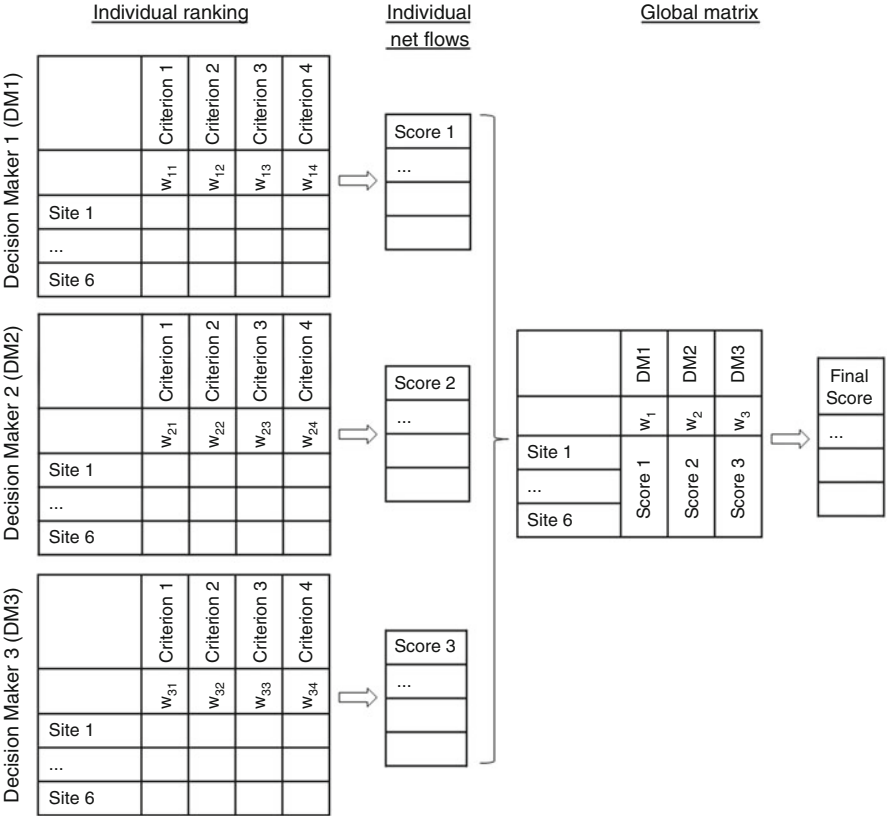 Individual ranking
Individual
net flows
Global matrix
Decision Maker 1 (DM1)
Criterion 1
Criterion 2
Criterion 3
Criterion 4
w11
w12
w13
w14
Site 1
...
Site 6
Score 1
...
Decision Maker 2 (DM2)
Criterion 1
Criterion 2
Criterion 3
Criterion 4
w21
w22
w23
w24
Site 1
...
Site 6
Score 2
...
Decision Maker 3 (DM3)
Criterion 1
Criterion 2
Criterion 3
Criterion 4
w31
w32
w33
w34
Site 1
...
Site 6
Score 3
...
DM1
DM2
DM3
w1
w2
w3
Site 1
...
Site 6
Score 1
Score 2
Score 3
Final
Score
...